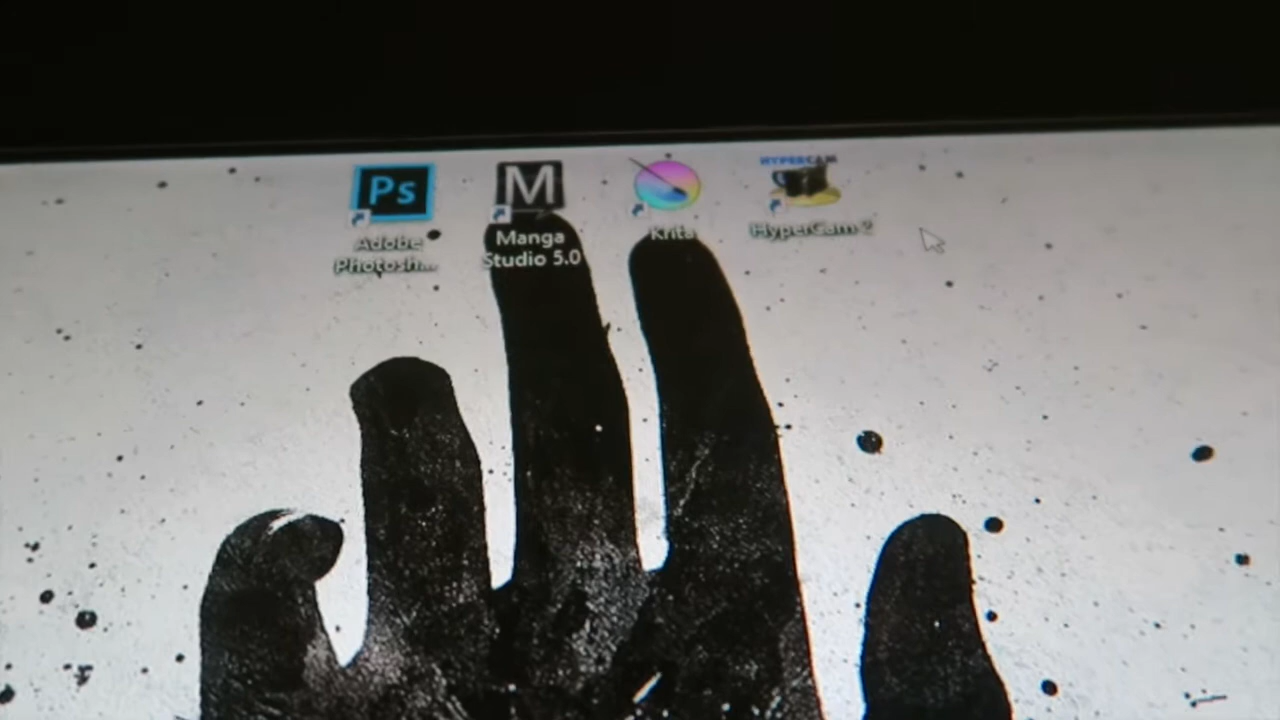 Ps
Adobe
Photosh...
M
Manga
Studio 5.0
Krita
HYPERCAM
HyperCam 2